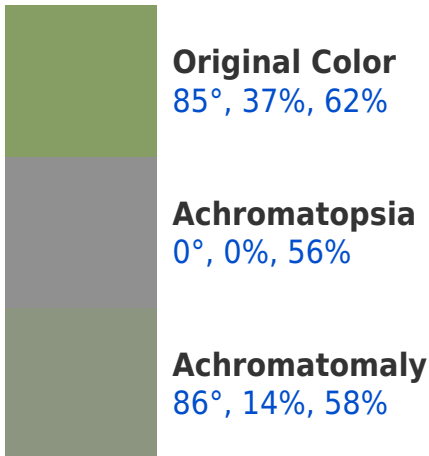 Original Color
85°, 37%, 62%
Achromatopsia
0°, 0%, 56%
Achromatomaly
86°, 14%, 58%